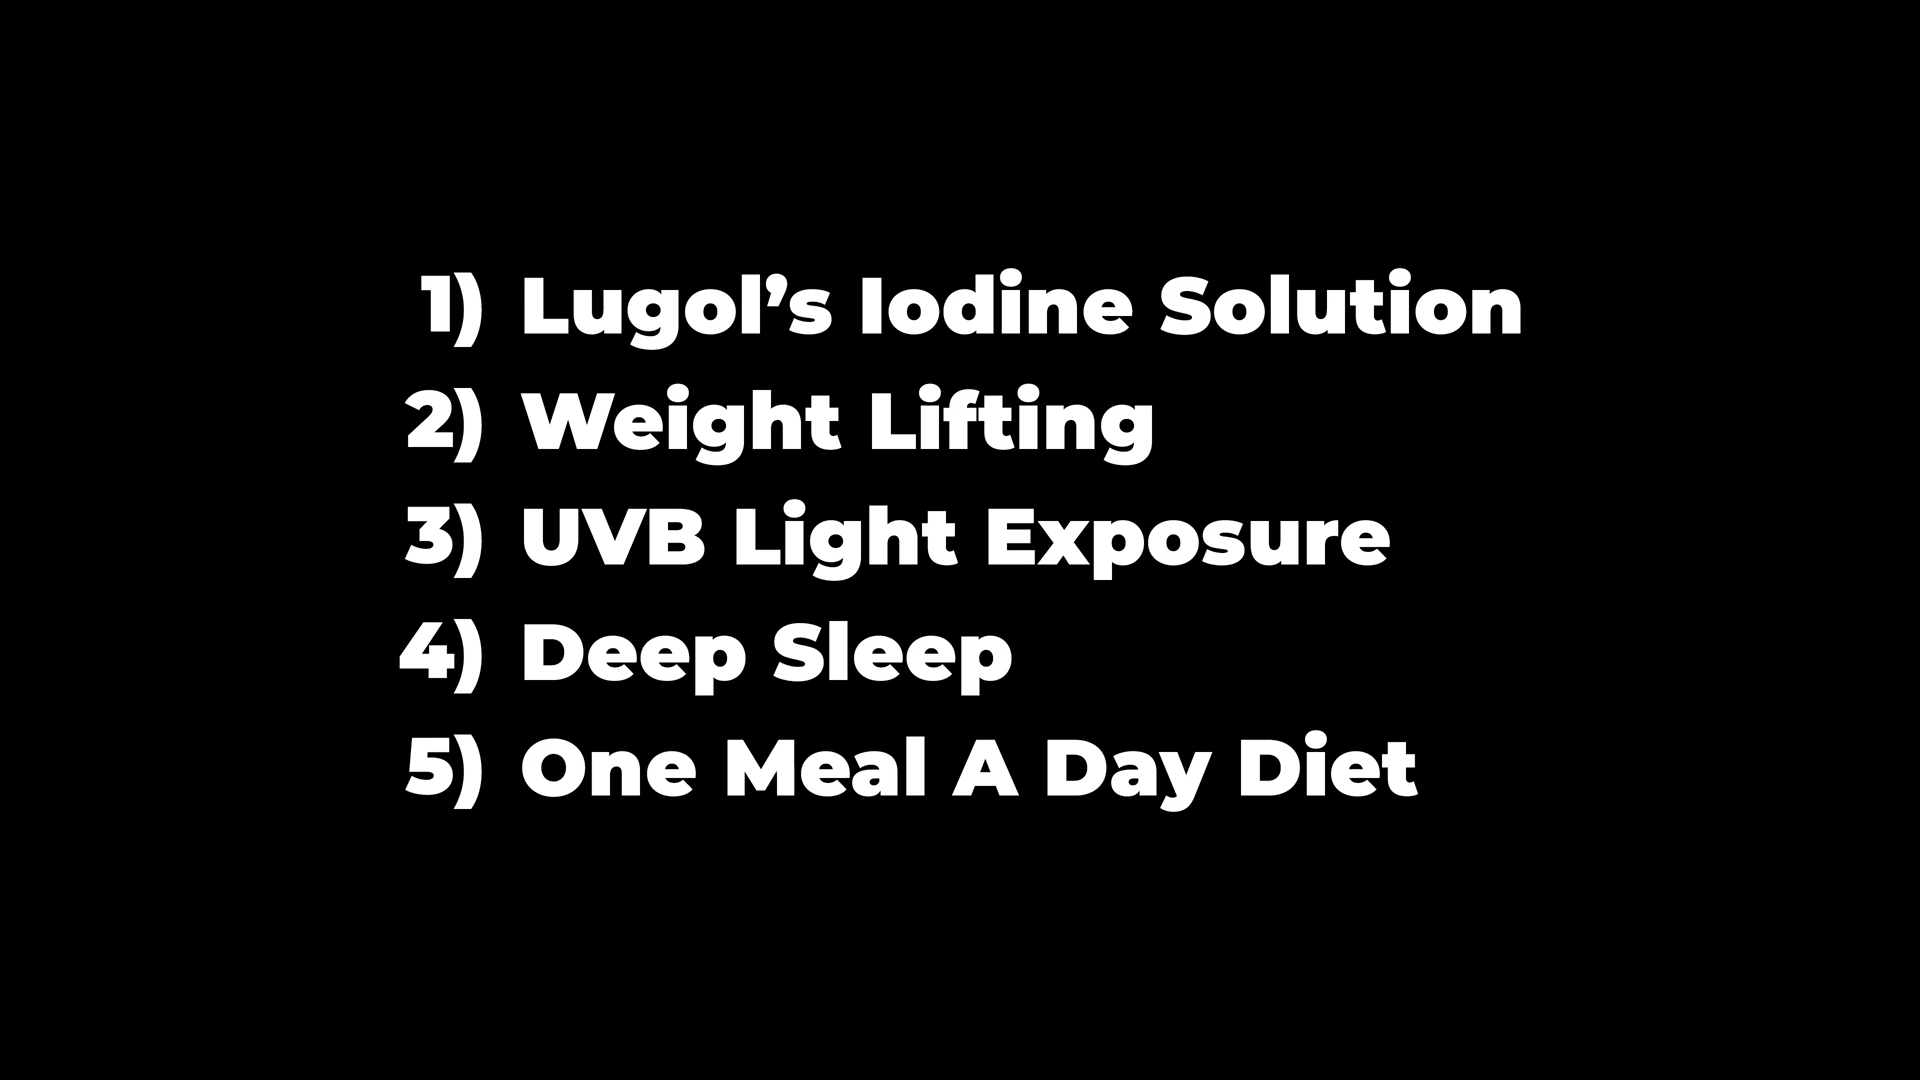 1) Lugol’s Iodine Solution
2) Weight Lifting
3) UVB Light Exposure
4) Deep Sleep
5) One Meal A Day Diet